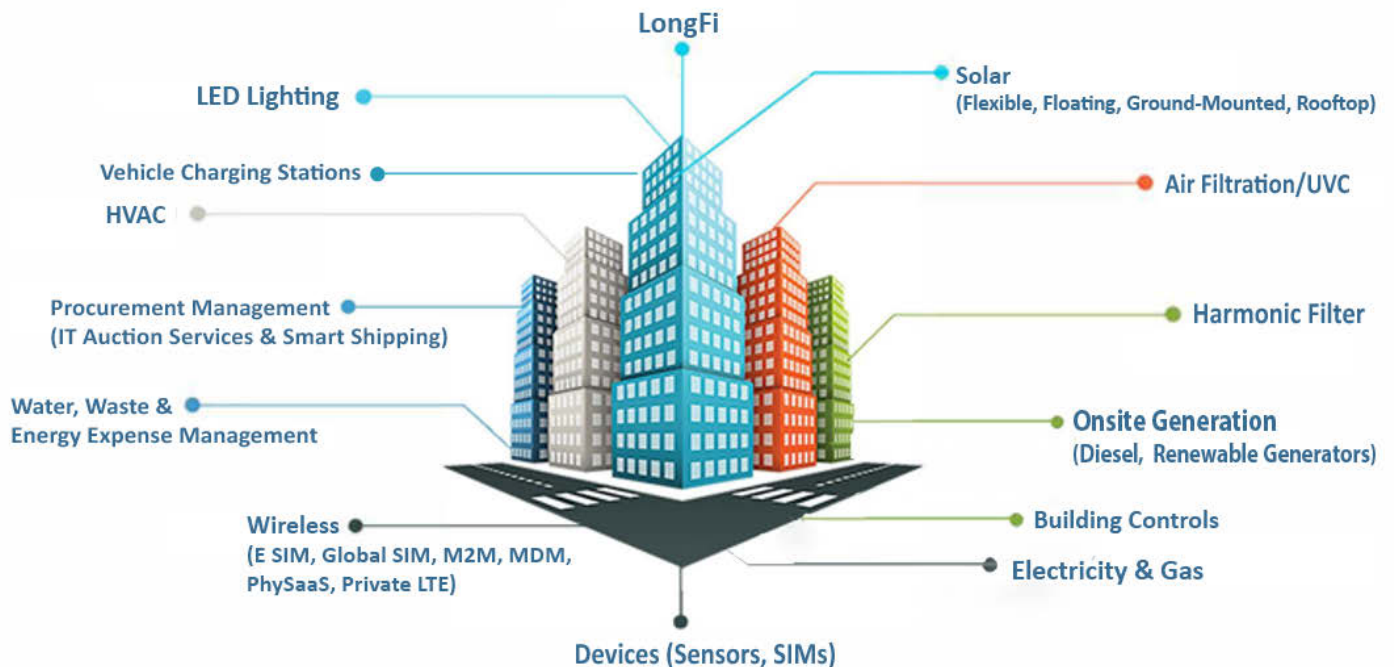 LongFi
LED Lighting
Solar
(Flexible, Floating, Ground-Mounted, Rooftop)
Vehicle Charging Stations
Air Filtration/UVC
HVAC
Procurement Management
(IT Auction Services & Smart Shipping)
Harmonic Filter
Water, Waste &
Energy Expense Management
Onsite Generation
(Diesel, Renewable Generators)
Wireless
(E SIM, Global SIM, M2M, MDM,
PhySaaS, Private LTE)
Building Controls
Electricity & Gas
Devices (Sensors, SIMs)